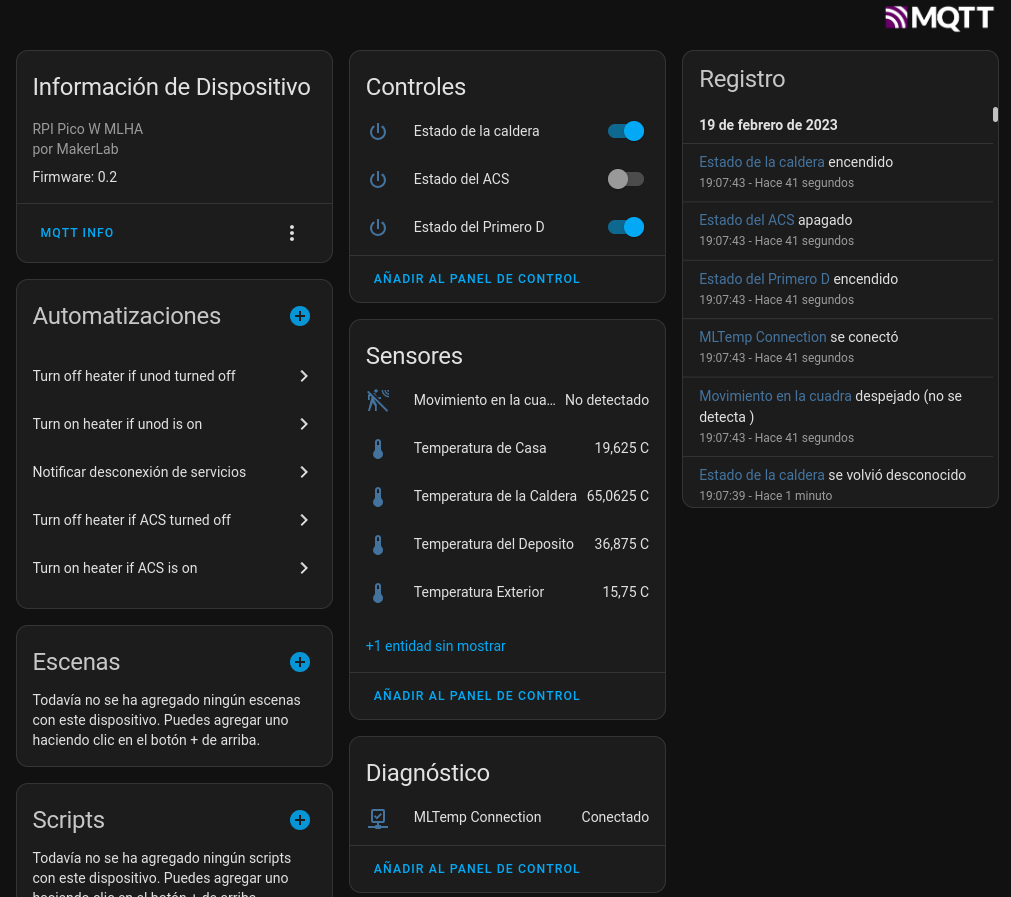 MQTT
Información de Dispositivo
RPI Pico W MLHA
por MakerLab
Firmware: 0.2
MQTT INFO
Automatizaciones
Turn off heater if unod turned off
Turn on heater if unod is on
Notificar desconexión de servicios
Turn off heater if ACS turned off
Turn on heater if ACS is on
Escenas
Todavía no se ha agregado ningún escenas
con este dispositivo. Puedes agregar uno
haciendo clic en el botón + de arriba.
Scripts
Todavía no se ha agregado ningún scripts
con este dispositivo. Puedes agregar uno
haciendo clic en el botón + de arriba.
Controles
Estado de la caldera
Estado del ACS
Estado del Primero D
AÑADIR AL PANEL DE CONTROL
Sensores
Movimiento en la cua… No detectado
Temperatura de Casa 19,625 C
Temperatura de la Caldera 65,0625 C
Temperatura del Deposito 36,875 C
Temperatura Exterior 15,75 C
+1 entidad sin mostrar
AÑADIR AL PANEL DE CONTROL
Diagnóstico
MLTemp Connection Conectado
AÑADIR AL PANEL DE CONTROL
Registro
19 de febrero de 2023
Estado de la caldera encendido
19:07:43 - Hace 41 segundos
Estado del ACS apagado
19:07:43 - Hace 41 segundos
Estado del Primero D encendido
19:07:43 - Hace 41 segundos
MLTemp Connection se conectó
19:07:43 - Hace 41 segundos
Movimiento en la cuadra despejado (no se
detecta )
19:07:43 - Hace 41 segundos
Estado de la caldera se volvió desconocido
19:07:39 - Hace 1 minuto